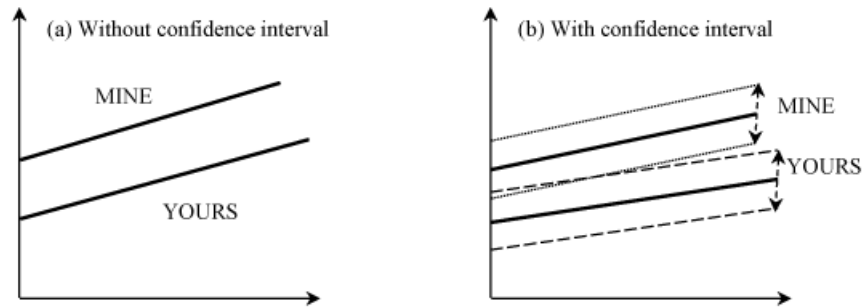 (a) Without confidence interval
MINE
YOURS
(b) With confidence interval
MINE
YOURS